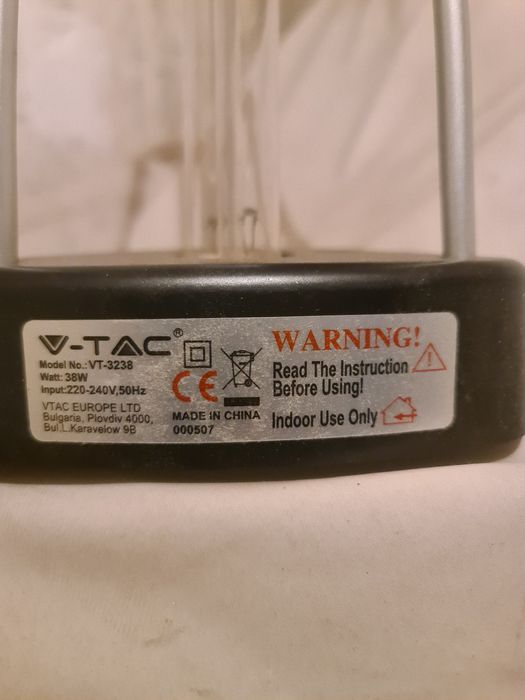 V-TAC®
Model No.:VT-3238
Watt: 38W
Input:220-240V,50Hz
VTAC EUROPE LTD
Bulgaria, Plovdiv 4000,
Bul.L.Karavelow 9B
CE
MADE IN CHINA
000507
WARNING!
Read The Instruction
Before Using!
Indoor Use Only